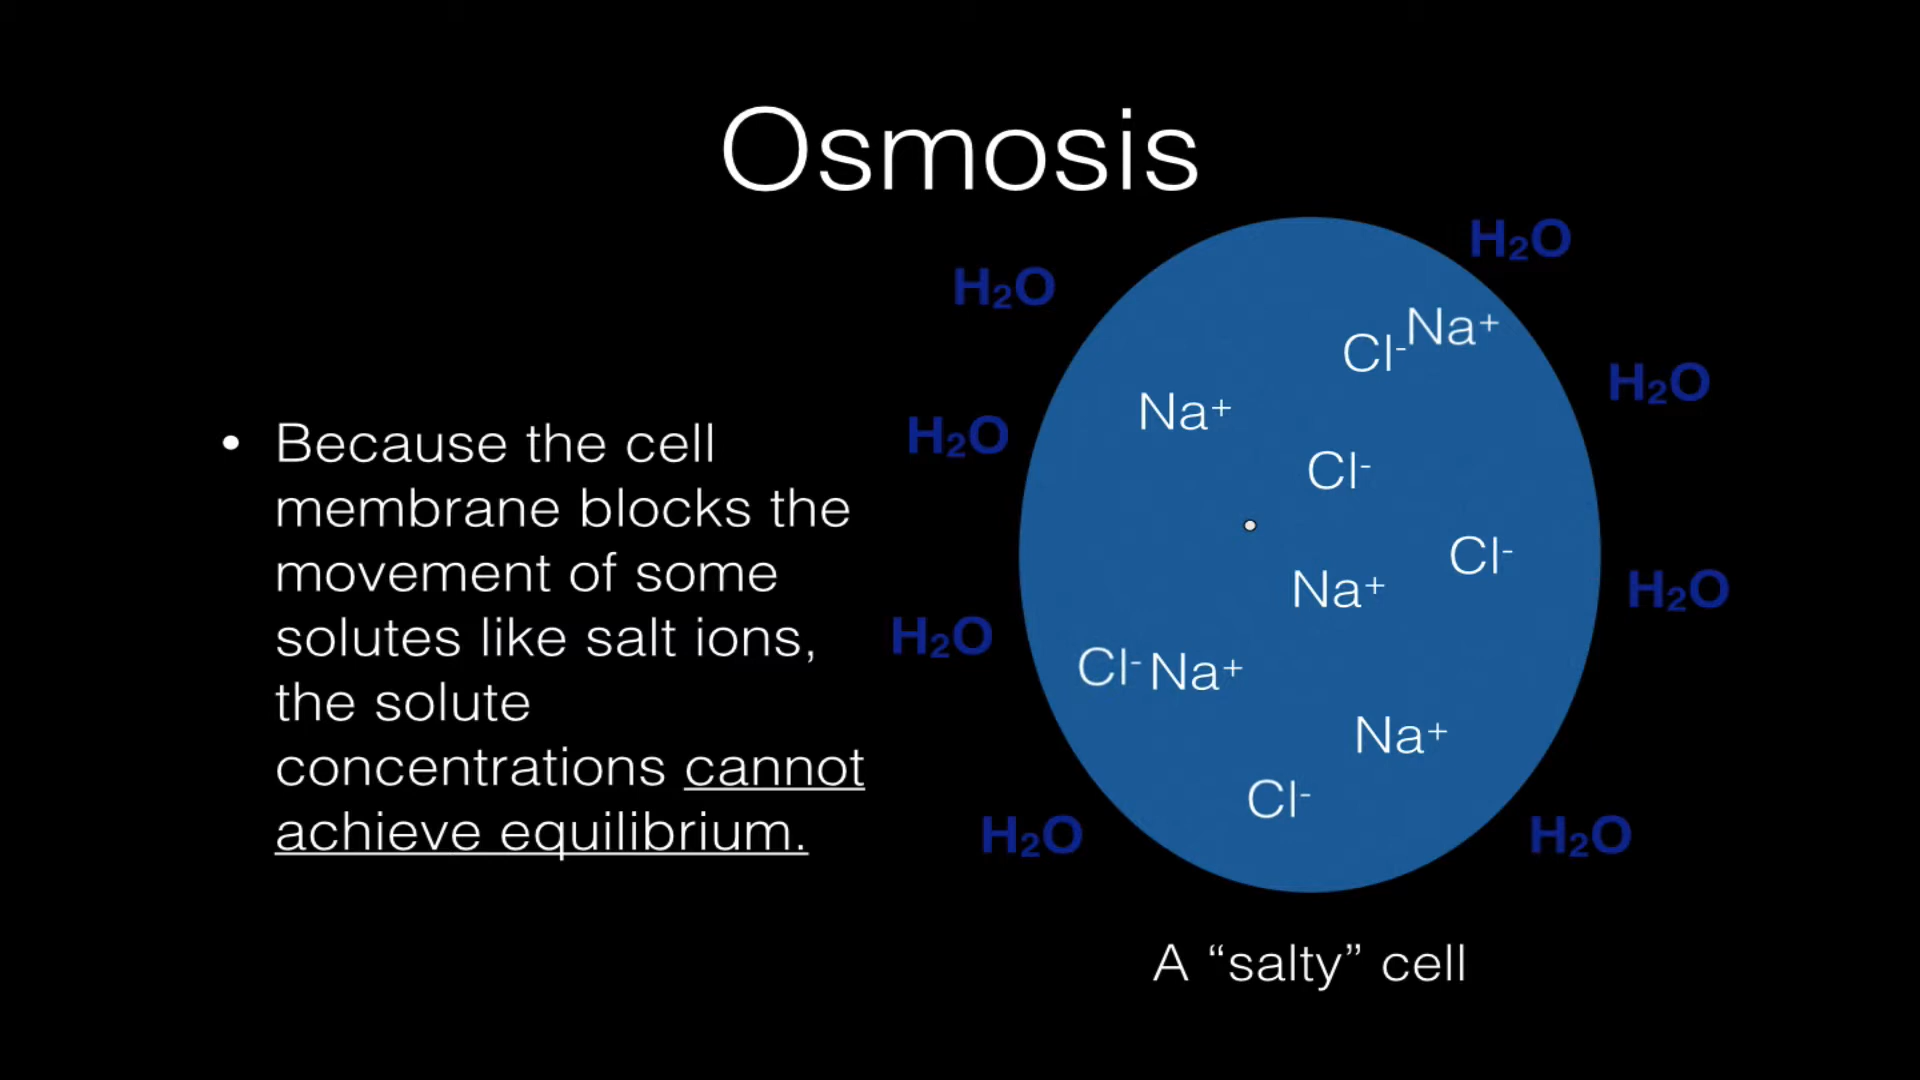 Osmosis
• Because the cell
membrane blocks the
movement of some
solutes like salt ions,
the solute
concentrations cannot
achieve equilibrium.
H₂O
H₂O
Cl⁻ Na⁺
H₂O
Na⁺
H₂O
Cl⁻
Cl⁻
Na⁺
H₂O
H₂O
Cl⁻ Na⁺
Na⁺
Cl⁻
H₂O
H₂O
A “salty” cell